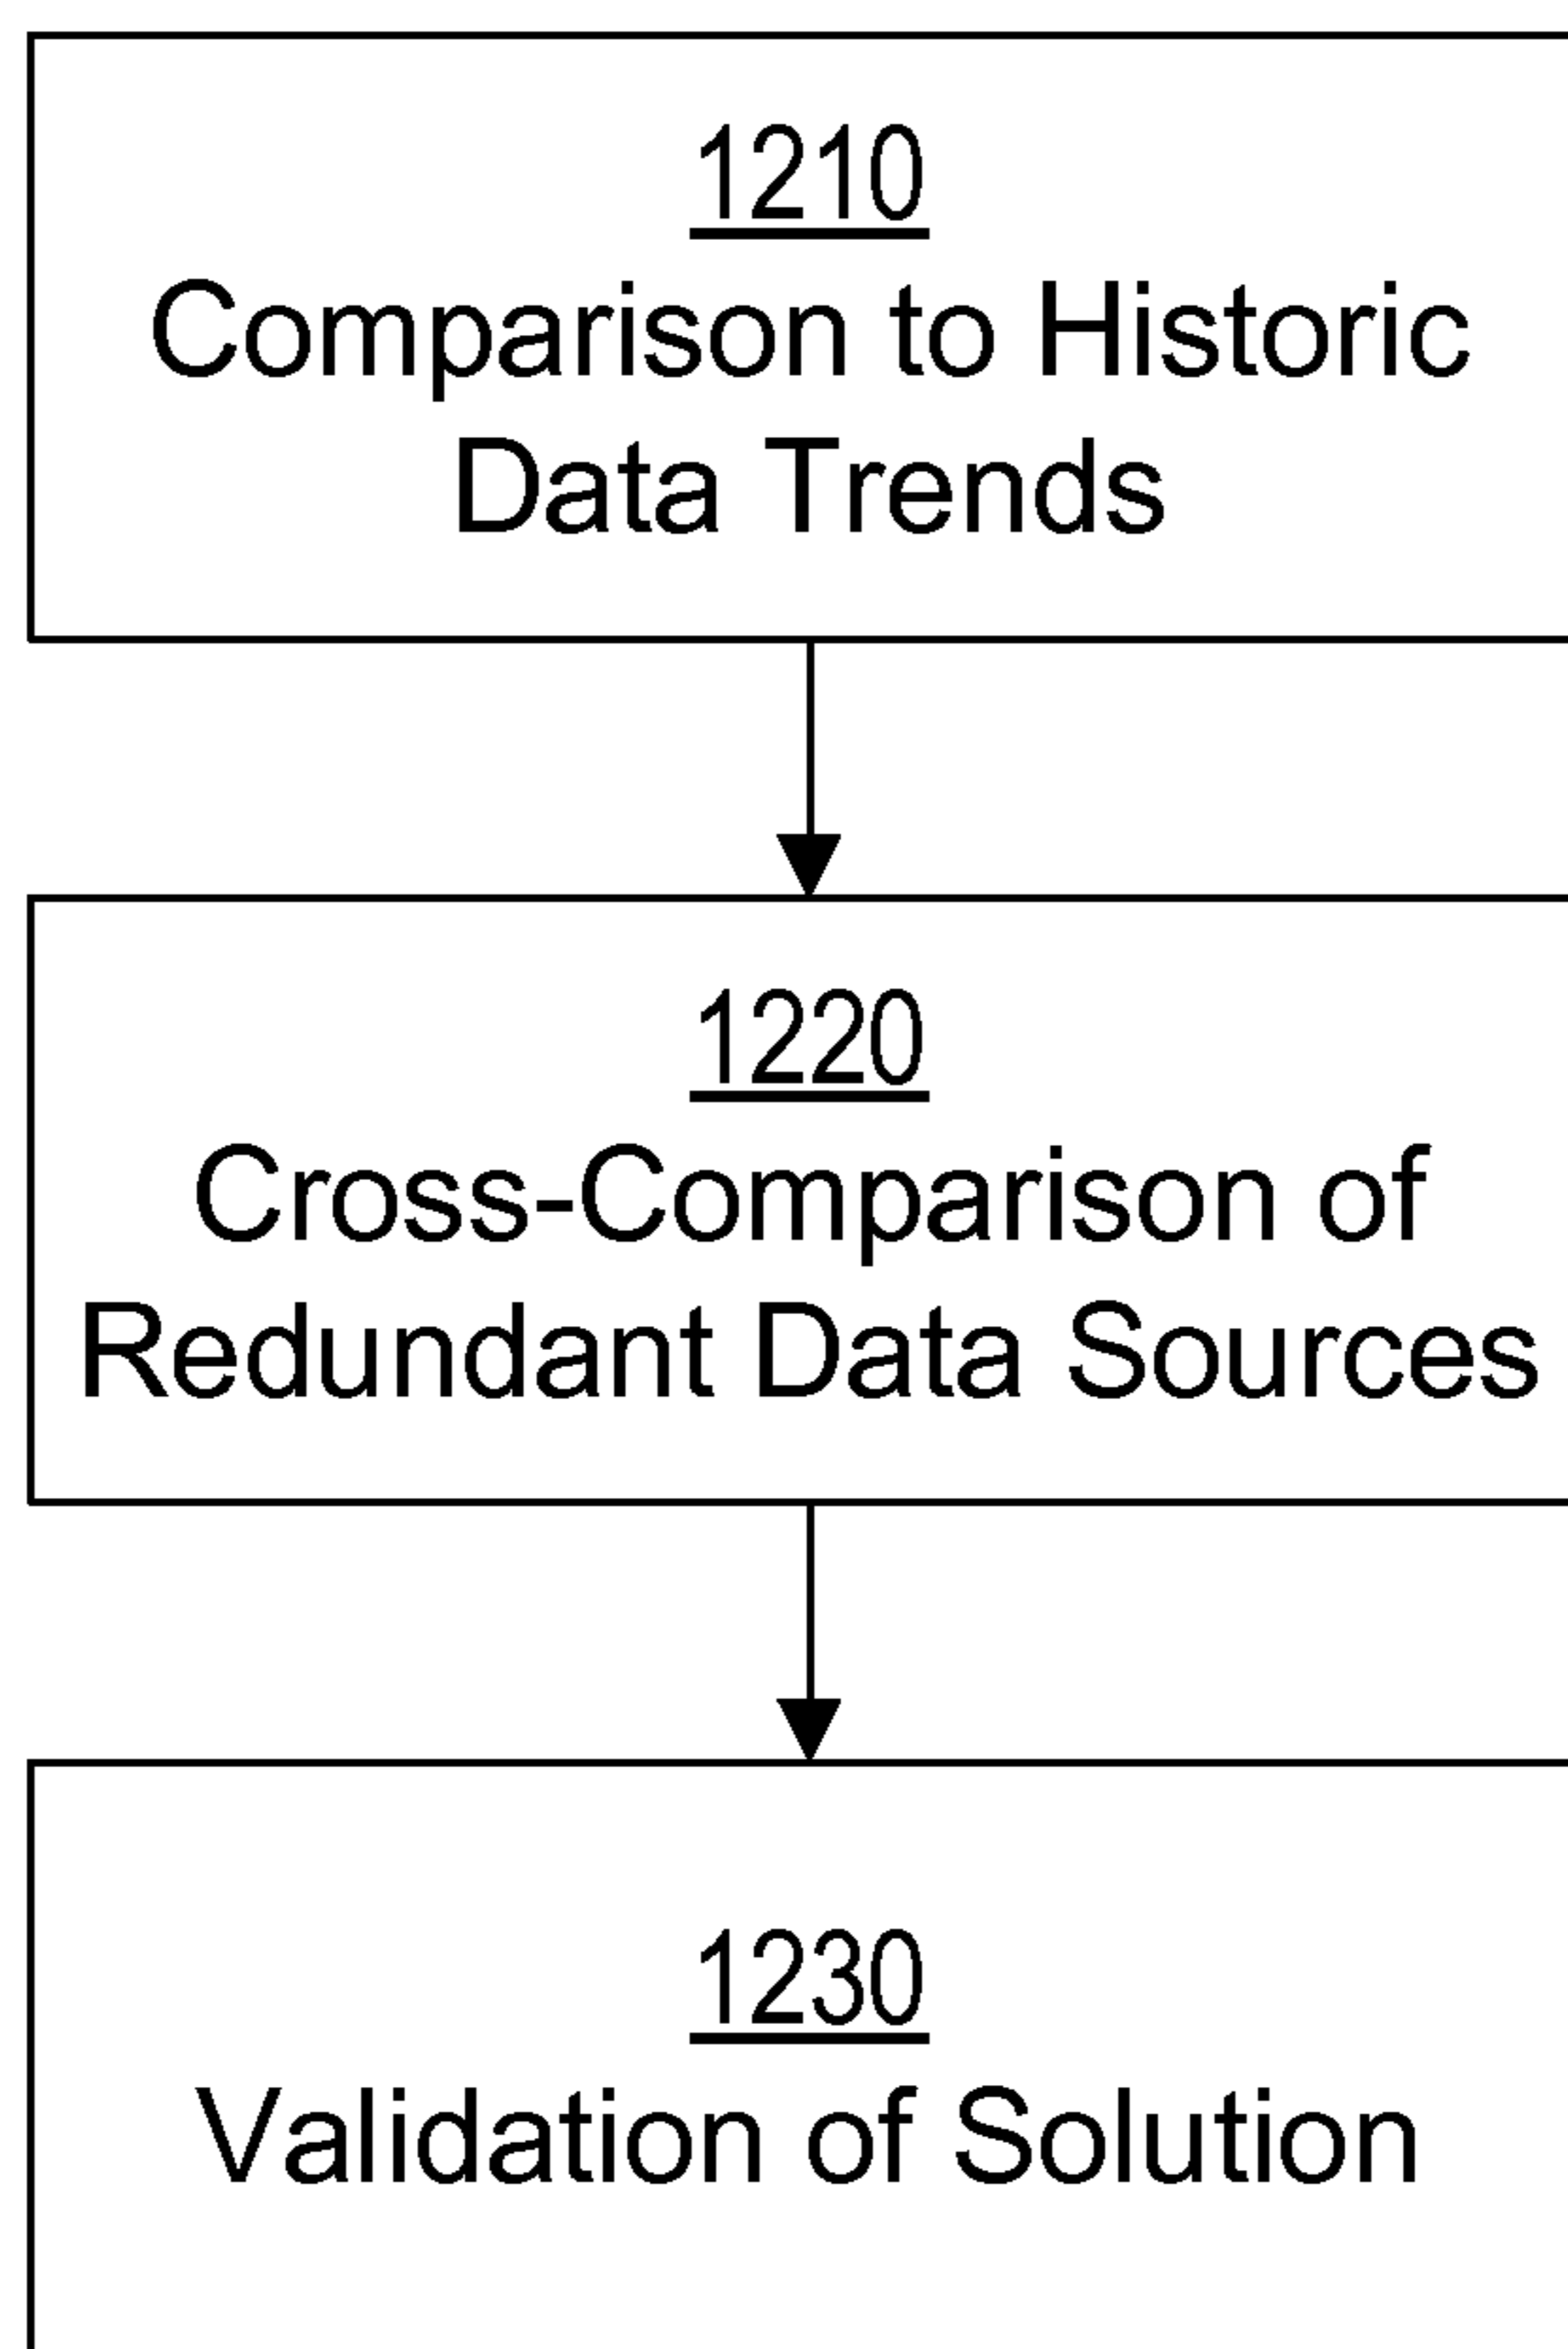 1210
Comparison to Historic
Data Trends
1220
Cross-Comparison of
Redundant Data Sources
1230
Validation of Solution